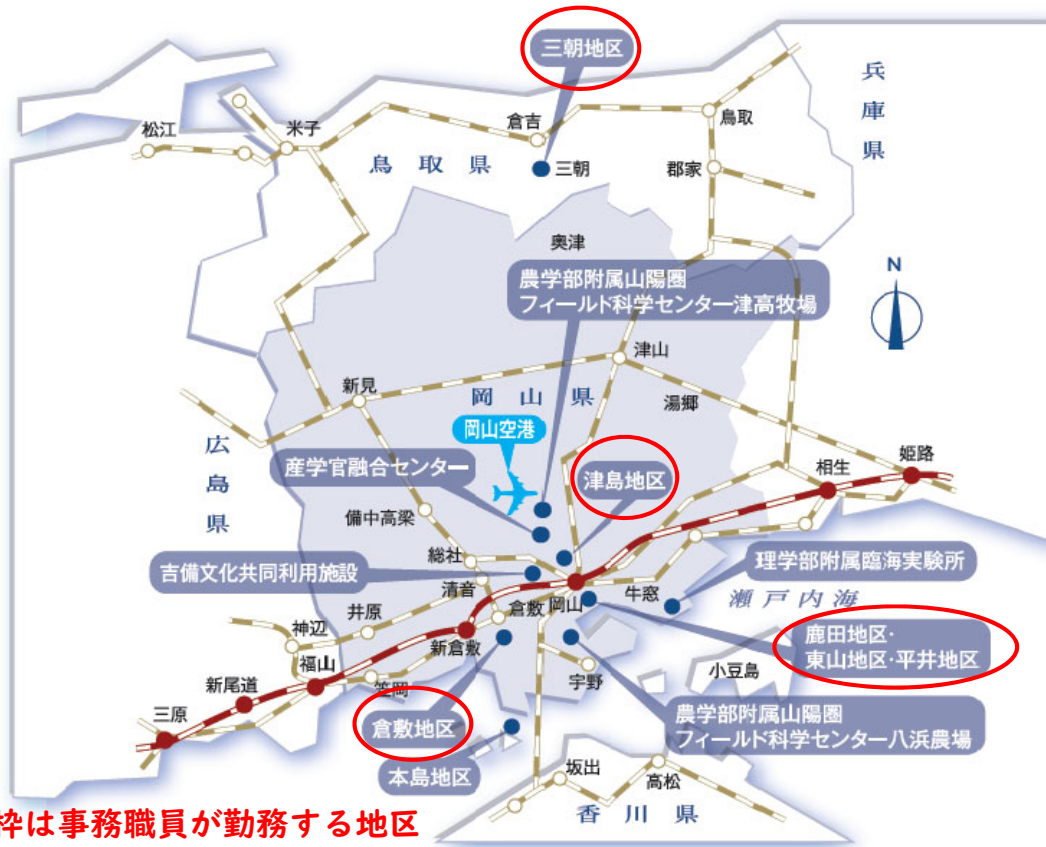 三朝地区
兵庫県
松江
米子
倉吉
鳥取
鳥取県
三朝
郡家
奥津
農学部附属山陽圏
フィールド科学センター津高牧場
N
津山
新見
岡山県
湯郷
広島県
岡山空港
産学官融合センター
津島地区
相生
姫路
備中高梁
総社
吉備文化共同利用施設
清音
理学部附属臨海実験所
井原
倉敷
岡山
牛窓
瀬戸内海
神辺
新倉敷
鹿田地区・
東山地区・平井地区
福山
笠岡
宇野
小豆島
新尾道
三原
倉敷地区
農学部附属山陽圏
フィールド科学センター八浜農場
本島地区
坂出
高松
香川県
枠は事務職員が勤務する地区